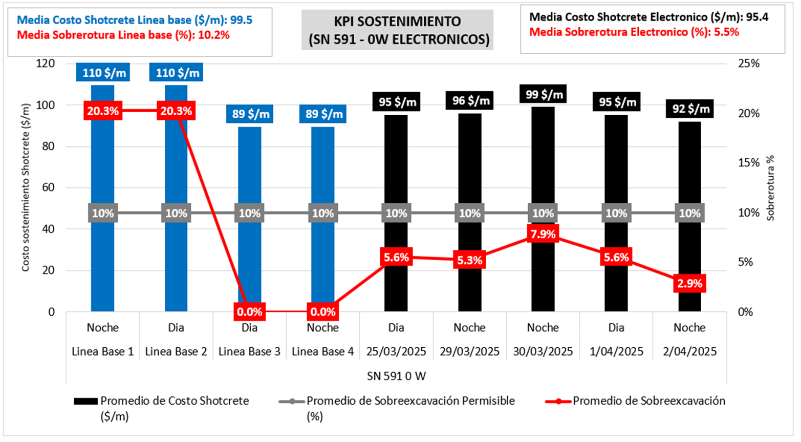 Media Costo Shotcrete Linea base ($/m): 99.5
Media Sobrerotura Linea base (%): 10.2%
KPI SOSTENIMIENTO
(SN 591 - 0W ELECTRONICOS)
Media Costo Shotcrete Electronico ($/m): 95.4
Media Sobrerotura Electronico (%): 5.5%
120
100
80
60
40
20
0
Costo sostenimiento Shotcrete ($/m)
110 $/m
110 $/m
89 $/m
89 $/m
95 $/m
96 $/m
99 $/m
95 $/m
92 $/m
20.3%
20.3%
0.0%
0.0%
5.6%
5.3%
7.9%
5.6%
2.9%
10%
10%
10%
10%
10%
10%
10%
10%
10%
25%
20%
15%
10%
5%
0%
Sobrerotura %
Noche
Dia
Dia
Noche
Dia
Noche
Noche
Dia
Noche
Linea Base 1
Linea Base 2
Linea Base 3
Linea Base 4
25/03/2025
29/03/2025
30/03/2025
1/04/2025
2/04/2025
SN 591 0 W
Promedio de Costo Shotcrete
($/m)
Promedio de Sobreexcavación Permisible
(%)
Promedio de Sobreexcavación